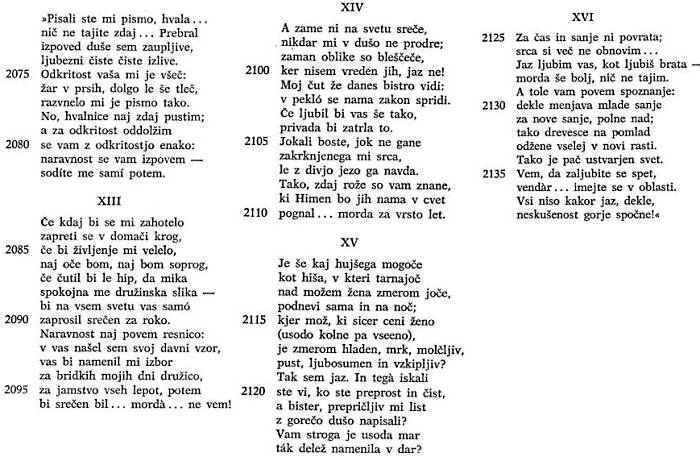 »Pisali ste mi pismo, hvala...
nič ne tajite zdaj... Prebral
izpoved duše sem zaupljive,
ljubezni čiste čiste izlive.
2075 Odkritost vaša mi je všeč:
žar v prsih, dolgo le še tleč,
razvnelo mi je pismo tako.
No, hvalnice naj zdaj pustim;
a za odkritost oddolžim
2080 se vam z odkritostjo enako:
naravnost se vam izpovem —
sodíte me samí potem.
XIII
Če kdaj bi se mi zahotelo
zapreti se v domači krog,
2085 če bi življenje mi velelo,
naj oče bom, naj bom soprog,
če čutil bi le hip, da mika
spokojna me družinska slika —
bi na vsem svetu vas samó
2090 zaprosil srečen za roko.
Naravnost naj povem resnico:
v vas našel sem svoj davni vzor,
vas bi namenil mi izbor
za bridkih mojih dni družico,
2095 za jamstvo vseh lepot, potem
bi srečen bil... mordà... ne vem!
XIV
A zame ni na svetu sreče,
nikdar mi v dušo ne prodre;
zaman oblike so bleščeče,
2100 ker nisem vreden jih, jaz ne!
Moj čut že danes bistro vidi:
v pekló se nama zakon spridi.
Če ljubil bi vas še tako,
privada bi zatrla to.
2105 Jokali boste, jok ne gane
zakrknjenega mi srca,
le z divjo jezo ga navda.
Tako, zdaj rože so vam znane,
ki Himen bo jih nama v cvet
2110 pognal... morda za vrsto let.
XV
Je še kaj hujšega mogoče
kot hiša, v kteri tarnajoč
nad možem žena zmerom joče,
podnevi sama in na noč;
2115 kjer mož, ki sicer ceni ženo
(usodo kolne pa vseeno),
je zmerom hladen, mrk, molčljiv,
pust, ljubosumen in vzkipljiv?
Tak sem jaz. In tegà iskali
2120 ste vi, ko ste preprost in čist,
a bister, prepričljiv mi list
z gorečo dušo napisali?
Vam stroga je usoda mar
ták delež namenila v dar?
XVI
2125 Za čas in sanje ni povrata;
srca si več ne obnovim...
Jaz ljubim vas, kot ljubiš brata —
morda še bolj, nič ne tajim.
A tole vam povem spoznanje:
2130 dekle menjava mlade sanje
za nove sanje, polne nad;
tako drevesce na pomlad
odžene vselej v novi rasti.
Tako je pač ustvarjen svet.
2135 Vem, da zaljubite se spet,
vendàr... imejte se v oblasti.
Vsi niso kakor jaz, dekle,
neskušenost gorje spočne!«